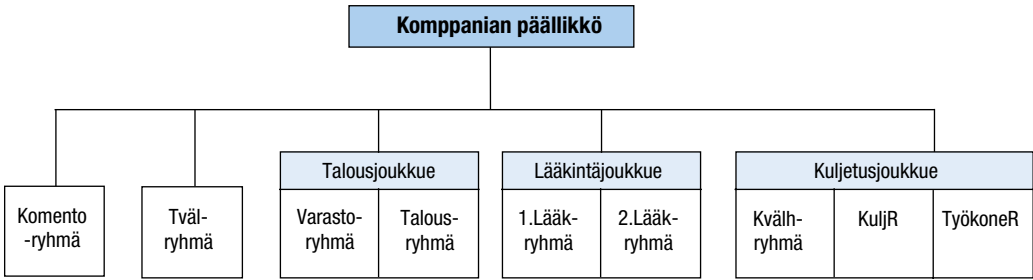 Komppanian päällikkö
Komento
-ryhmä
Tväl-
ryhmä
Talousjoukkue
Varasto-
ryhmä
Talous-
ryhmä
Lääkintäjoukkue
1.Lääk-
ryhmä
2.Lääk-
ryhmä
Kuljetusjoukkue
Kvälh-
ryhmä
KuljR
TyökoneR